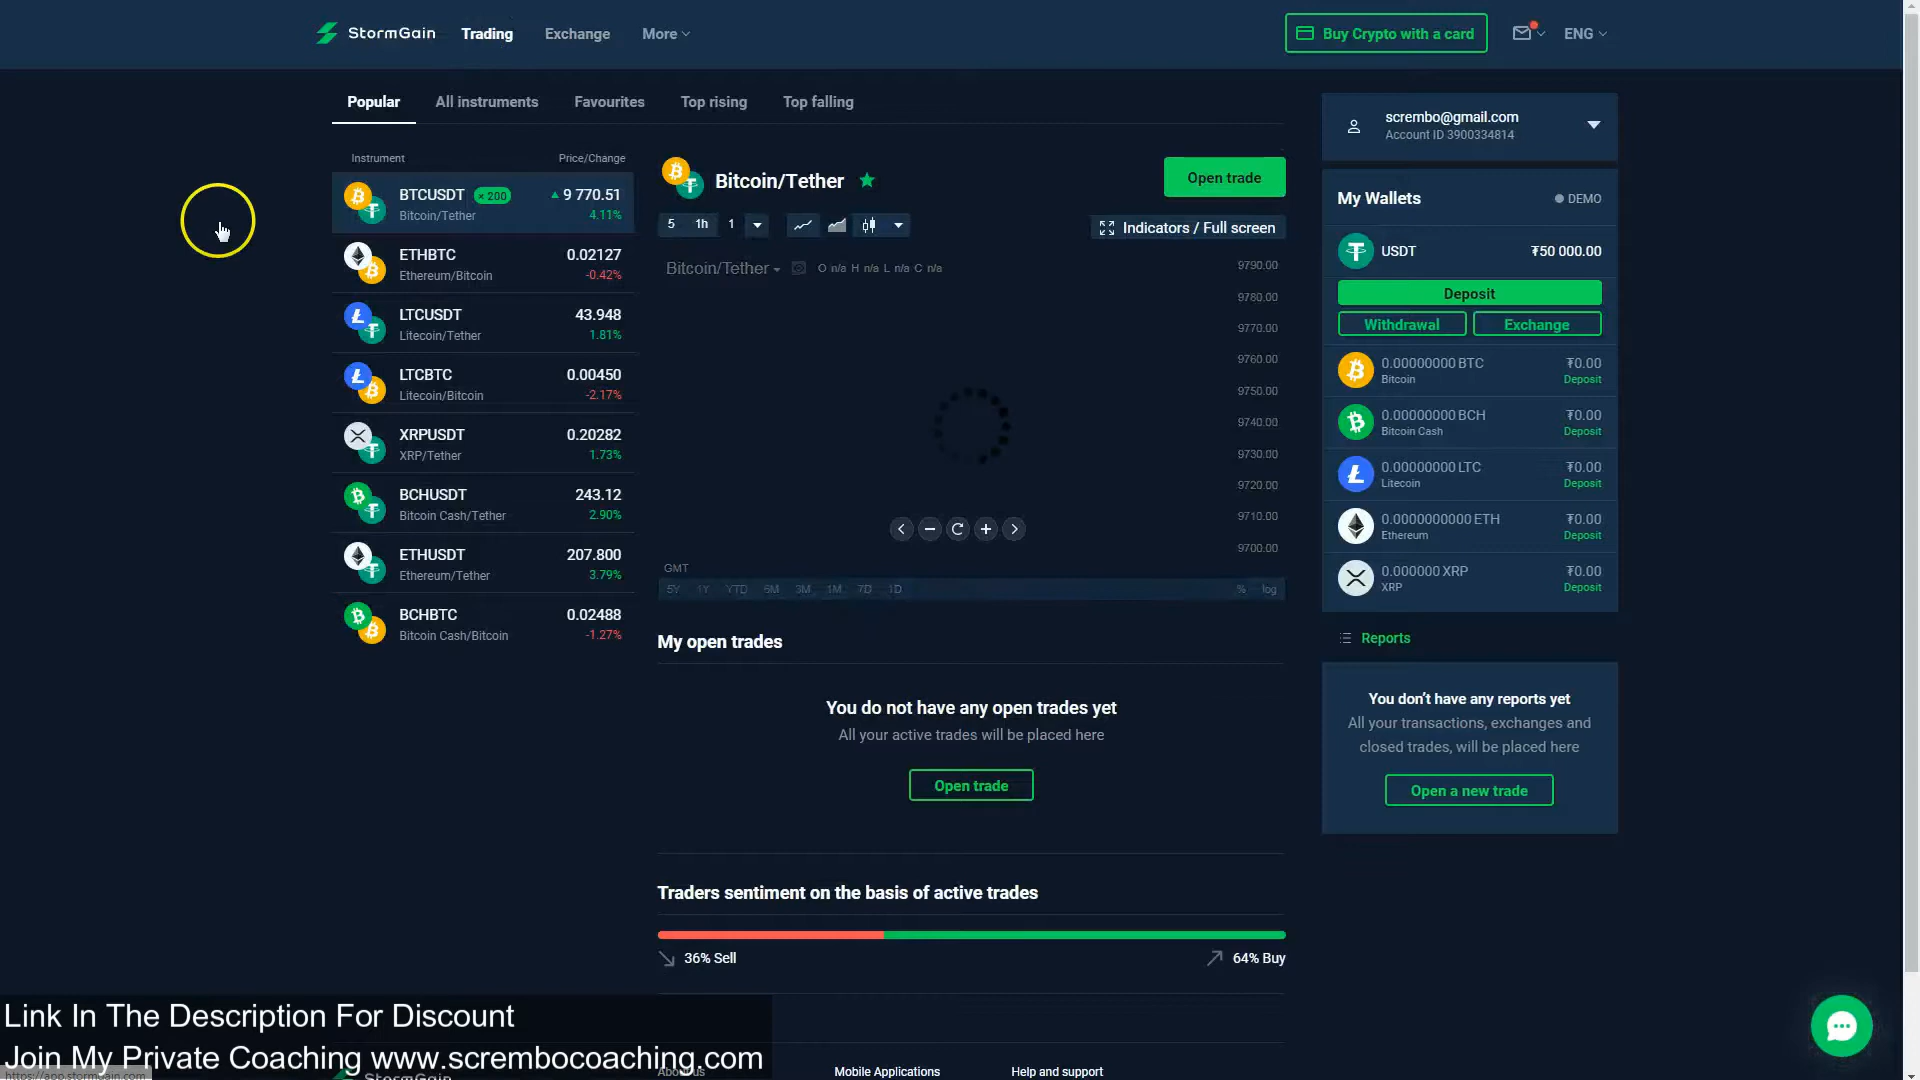 StormGain Trading Exchange More Buy Crypto with a card ENG
Popular All instruments Favourites Top rising Top falling
Instrument Price/Change
BTCUSDT × 200 9 770.51
Bitcoin/Tether 4.11%
ETHBTC 0.02127
Ethereum/Bitcoin -0.42%
LTCUSDT 43.948
Litecoin/Tether 1.81%
LTCBTC 0.00450
Litecoin/Bitcoin -2.17%
XRPUSDT 0.20282
XRP/Tether 1.73%
BCHUSDT 243.12
Bitcoin Cash/Tether 2.90%
ETHUSDT 207.800
Ethereum/Tether 3.79%
BCHBTC 0.02488
Bitcoin Cash/Bitcoin -1.27%
Bitcoin/Tether Open trade
5 1h 1 Indicators / Full screen
Bitcoin/Tether O n/a H n/a L n/a C n/a
9790.00
9780.00
9770.00
9760.00
9750.00
9740.00
9730.00
9720.00
9710.00
9700.00
GMT
5Y 1Y YTD 6M 3M 1M 7D 1D % log
My open trades
You do not have any open trades yet
All your active trades will be placed here
Open trade
Traders sentiment on the basis of active trades
36% Sell 64% Buy
scrembo@gmail.com
Account ID 3900334814
My Wallets DEMO
USDT ₮50 000.00
Deposit
Withdrawal Exchange
0.00000000 BTC ₮0.00
Bitcoin Deposit
0.00000000 BCH ₮0.00
Bitcoin Cash Deposit
0.00000000 LTC ₮0.00
Litecoin Deposit
0.0000000000 ETH ₮0.00
Ethereum Deposit
0.000000 XRP ₮0.00
XRP Deposit
Reports
You don't have any reports yet
All your transactions, exchanges and
closed trades, will be placed here
Open a new trade
Link In The Description For Discount
Join My Private Coaching www.scrembocoaching.com
https://app.stormgain.com
StormGain About us Mobile Applications Help and support